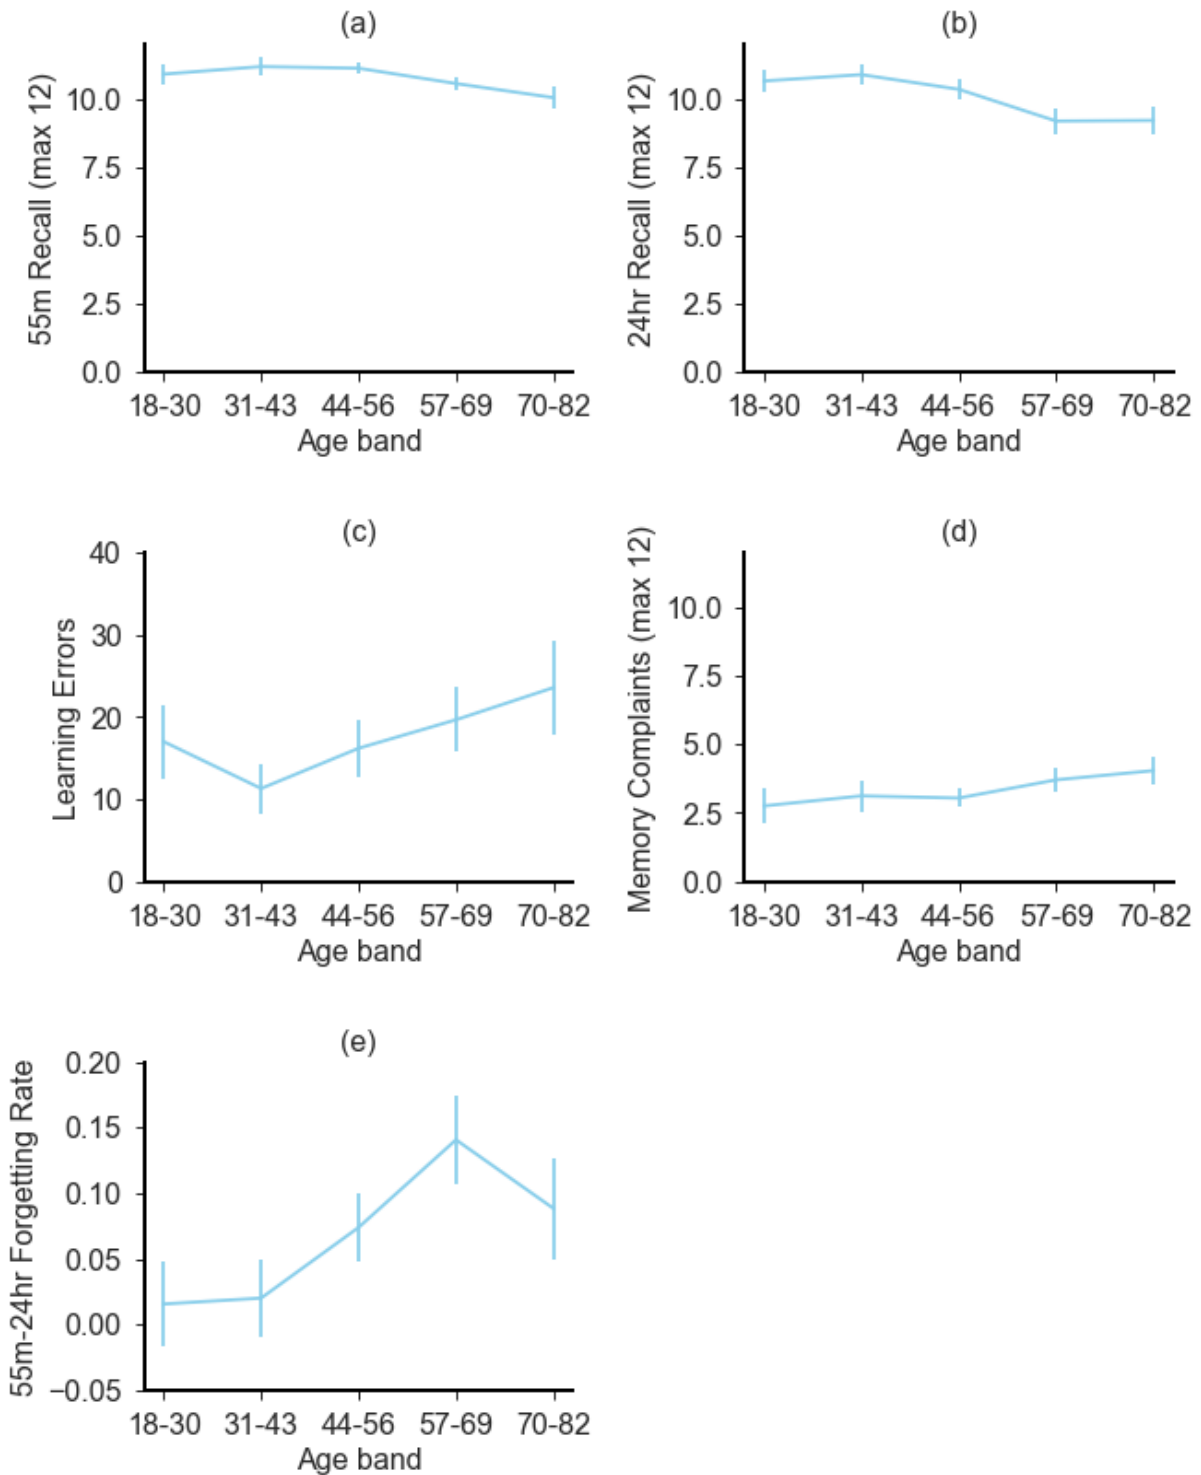 (a)
55m Recall (max 12)
10.0
7.5
5.0
2.5
0.0
18-30 31-43 44-56 57-69 70-82
Age band
(b)
24hr Recall (max 12)
10.0
7.5
5.0
2.5
0.0
18-30 31-43 44-56 57-69 70-82
Age band
(c)
Learning Errors
40
30
20
10
0
18-30 31-43 44-56 57-69 70-82
Age band
(d)
Memory Complaints (max 12)
10.0
7.5
5.0
2.5
0.0
18-30 31-43 44-56 57-69 70-82
Age band
(e)
55m-24hr Forgetting Rate
0.20
0.15
0.10
0.05
0.00
−0.05
18-30 31-43 44-56 57-69 70-82
Age band